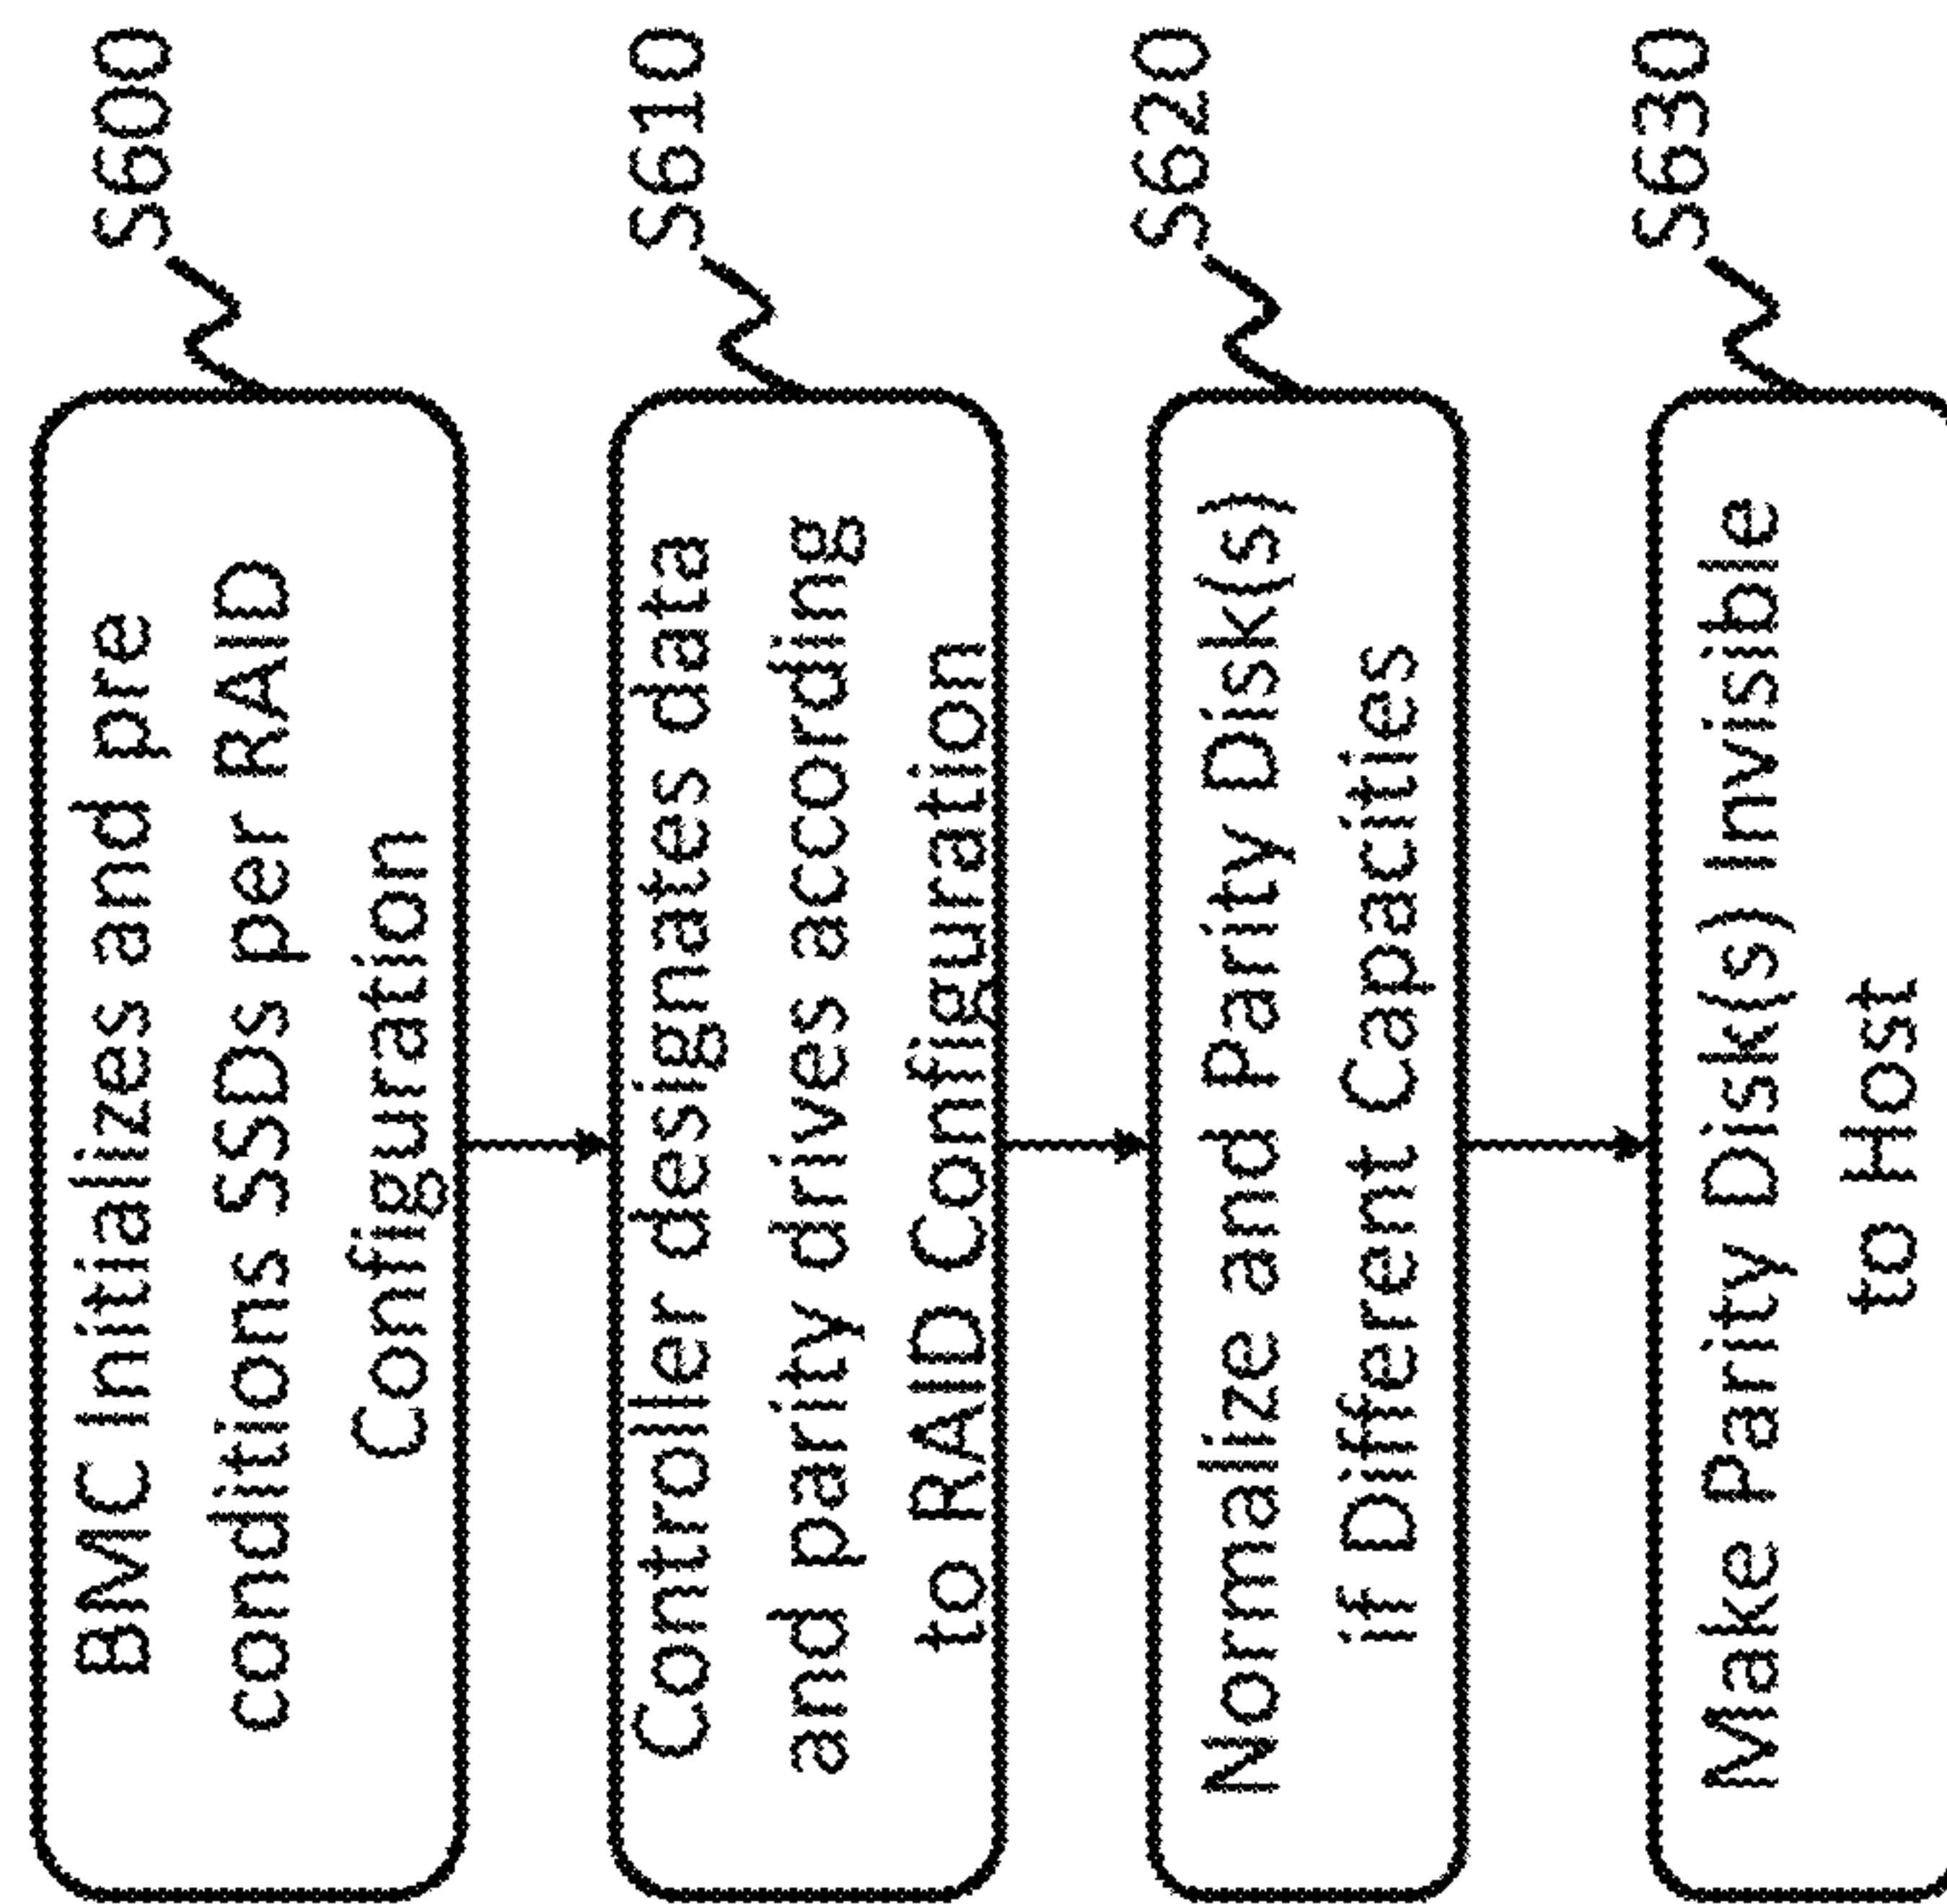 BMC Initializes and pre
conditions SSDs per RAID
Configuration
S600
Controller designates data
and parity drives according
to RAID Configuration
S610
Normalize and Parity Disk(s)
if Different Capacities
S620
Make Parity Disk(s) Invisible
to Host
S630